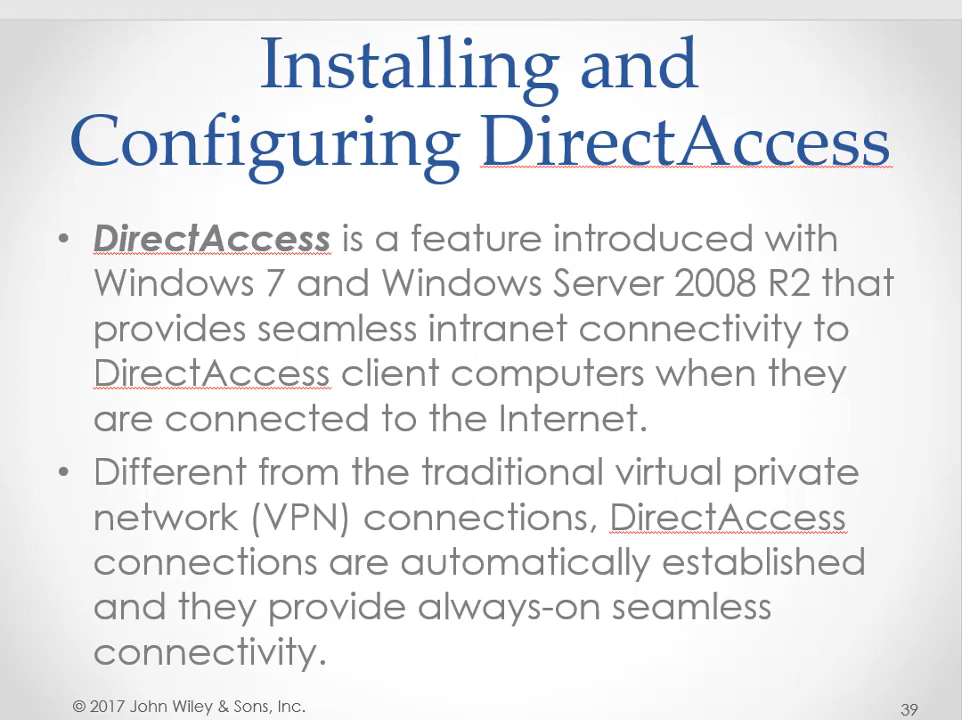 Installing and
Configuring DirectAccess
• DirectAccess is a feature introduced with
Windows 7 and Windows Server 2008 R2 that
provides seamless intranet connectivity to
DirectAccess client computers when they
are connected to the Internet.
• Different from the traditional virtual private
network (VPN) connections, DirectAccess
connections are automatically established
and they provide always-on seamless
connectivity.
© 2017 John Wiley & Sons, Inc.
39